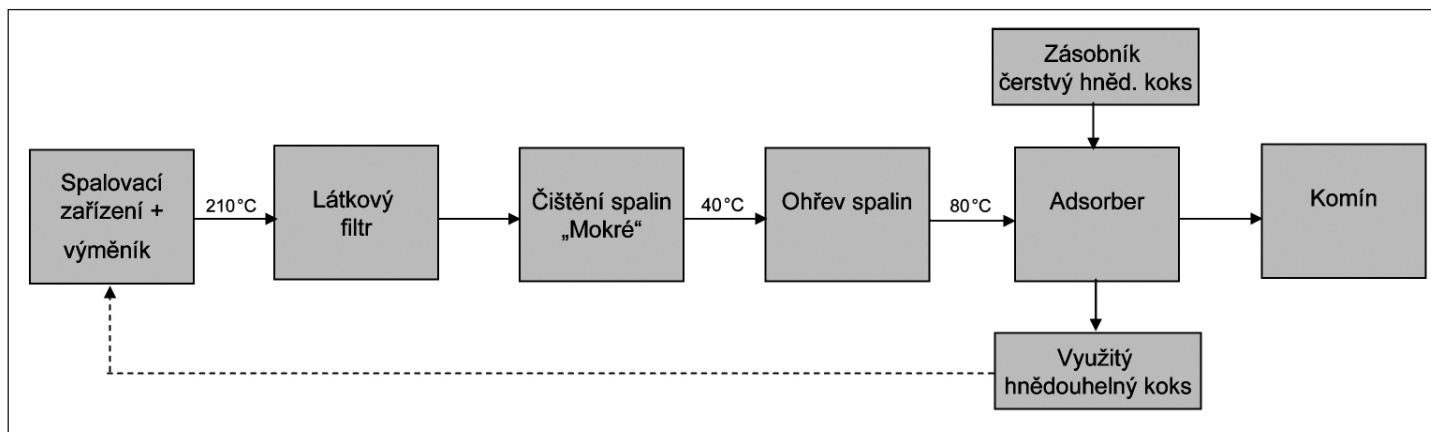 Zásobník
čerstvý hněd. koks
Spalovací
zařízení +
výměník
210°C
Látkový
filtr
Čištění spalin
„Mokré“
40°C
Ohřev spalin
80°C
Adsorber
Komín
Využitý
hnědouhelný koks